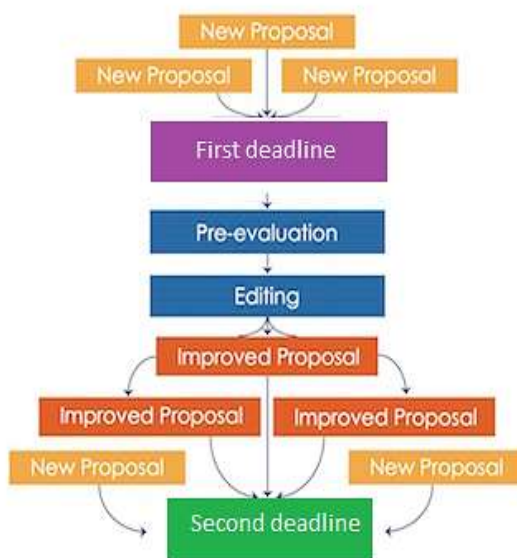 New Proposal
New Proposal
New Proposal
First deadline
Pre-evaluation
Editing
Improved Proposal
Improved Proposal
Improved Proposal
New Proposal
New Proposal
Second deadline